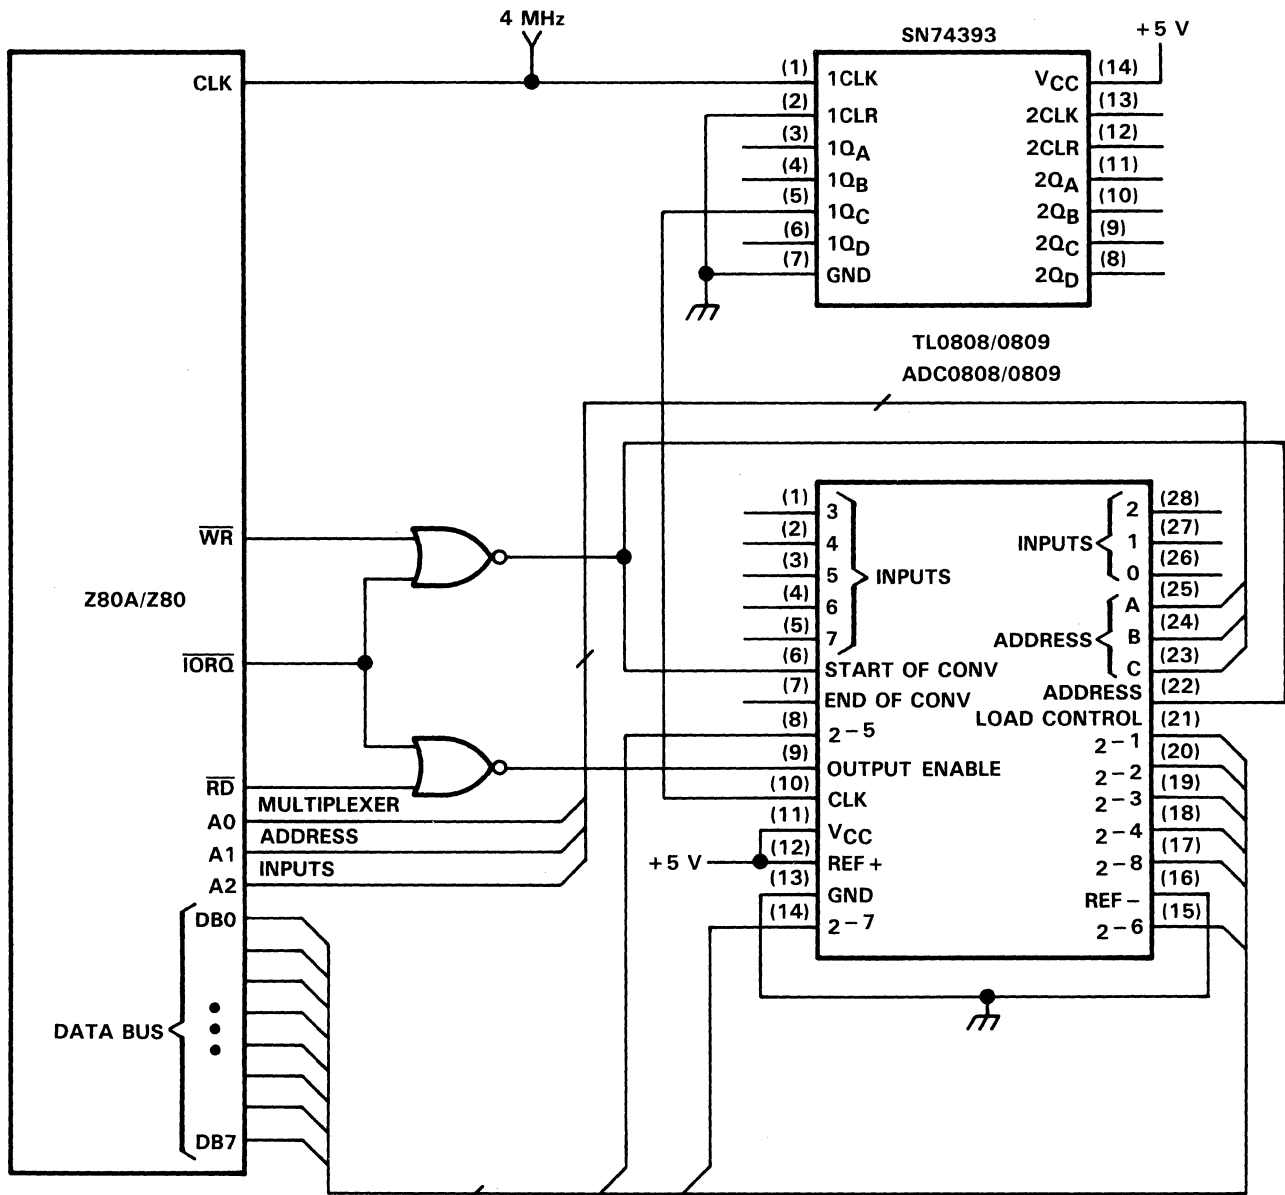 4 MHz
SN74393
+5 V
CLK
(1) 1CLK
(2) 1CLR
(3) 1QA
(4) 1QB
(5) 1QC
(6) 1QD
(7) GND
VCC (14)
2CLK (13)
2CLR (12)
2QA (11)
2QB (10)
2QC (9)
2QD (8)
TL0808/0809
ADC0808/0809
W̅R̅
Z80A/Z80
I̅O̅R̅Q̅
R̅D̅
MULTIPLEXER
A0
ADDRESS
A1
INPUTS
A2
DB0
DATA BUS
DB7
(1) 3
(2) 4
(3) 5
(4) 6
(5) 7
INPUTS
(6) START OF CONV
(7) END OF CONV
(8) 2-5
(9) OUTPUT ENABLE
(10) CLK
(11) VCC
+5 V
(12) REF+
(13) GND
(14) 2-7
INPUTS
2 (28)
1 (27)
0 (26)
ADDRESS
A (25)
B (24)
C (23)
ADDRESS (22)
LOAD CONTROL
2-1 (21)
2-2 (20)
2-3 (19)
2-4 (18)
2-8 (17)
REF- (16)
2-6 (15)